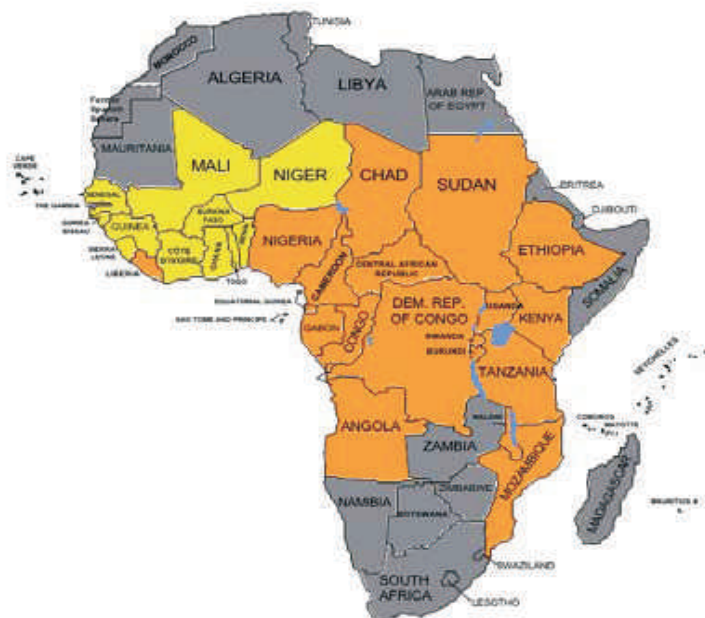 TUNISIA
MOROCCO
ALGERIA
LIBYA
ARAB REP.
OF EGYPT
Former
Spanish
Sahara
MAURITANIA
MALI
NIGER
CHAD
SUDAN
ERITREA
DJIBOUTI
CAPE
VERDE
SENEGAL
THE GAMBIA
GUINEA
BISSAU
GUINEA
BURKINA
FASO
BENIN
NIGERIA
SIERRA
LEONE
CÔTE
D'IVOIRE
GHANA
LIBERIA
TOGO
CAMEROON
CENTRAL AFRICAN
REPUBLIC
ETHIOPIA
SOMALIA
EQUATORIAL GUINEA
SAO TOME AND PRINCIPE
GABON
CONGO
DEM. REP.
OF CONGO
UGANDA
KENYA
RWANDA
BURUNDI
TANZANIA
SEYCHELLES
ANGOLA
ZAMBIA
MALAWI
MOZAMBIQUE
COMOROS
MAYOTTE
MADAGASCAR
ZIMBABWE
NAMIBIA
BOTSWANA
SWAZILAND
SOUTH
AFRICA
LESOTHO